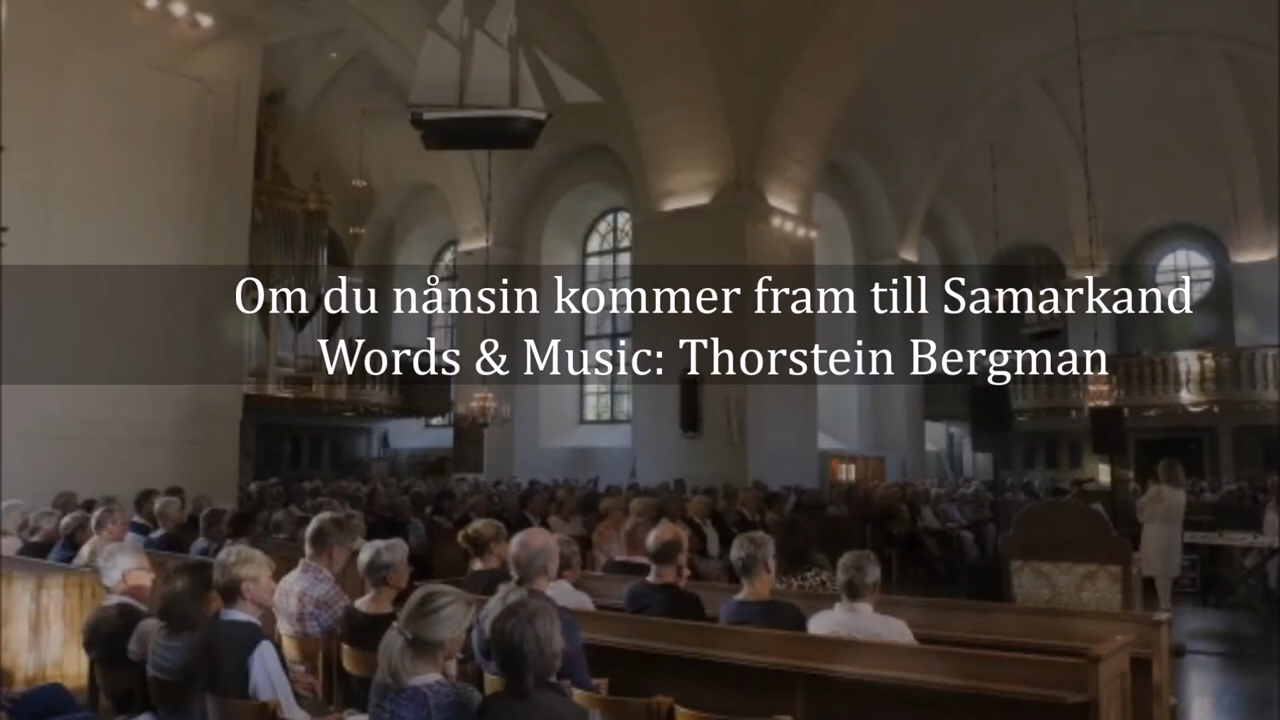 Om du nånsin kommer fram till Samarkand
Words & Music: Thorstein Bergman